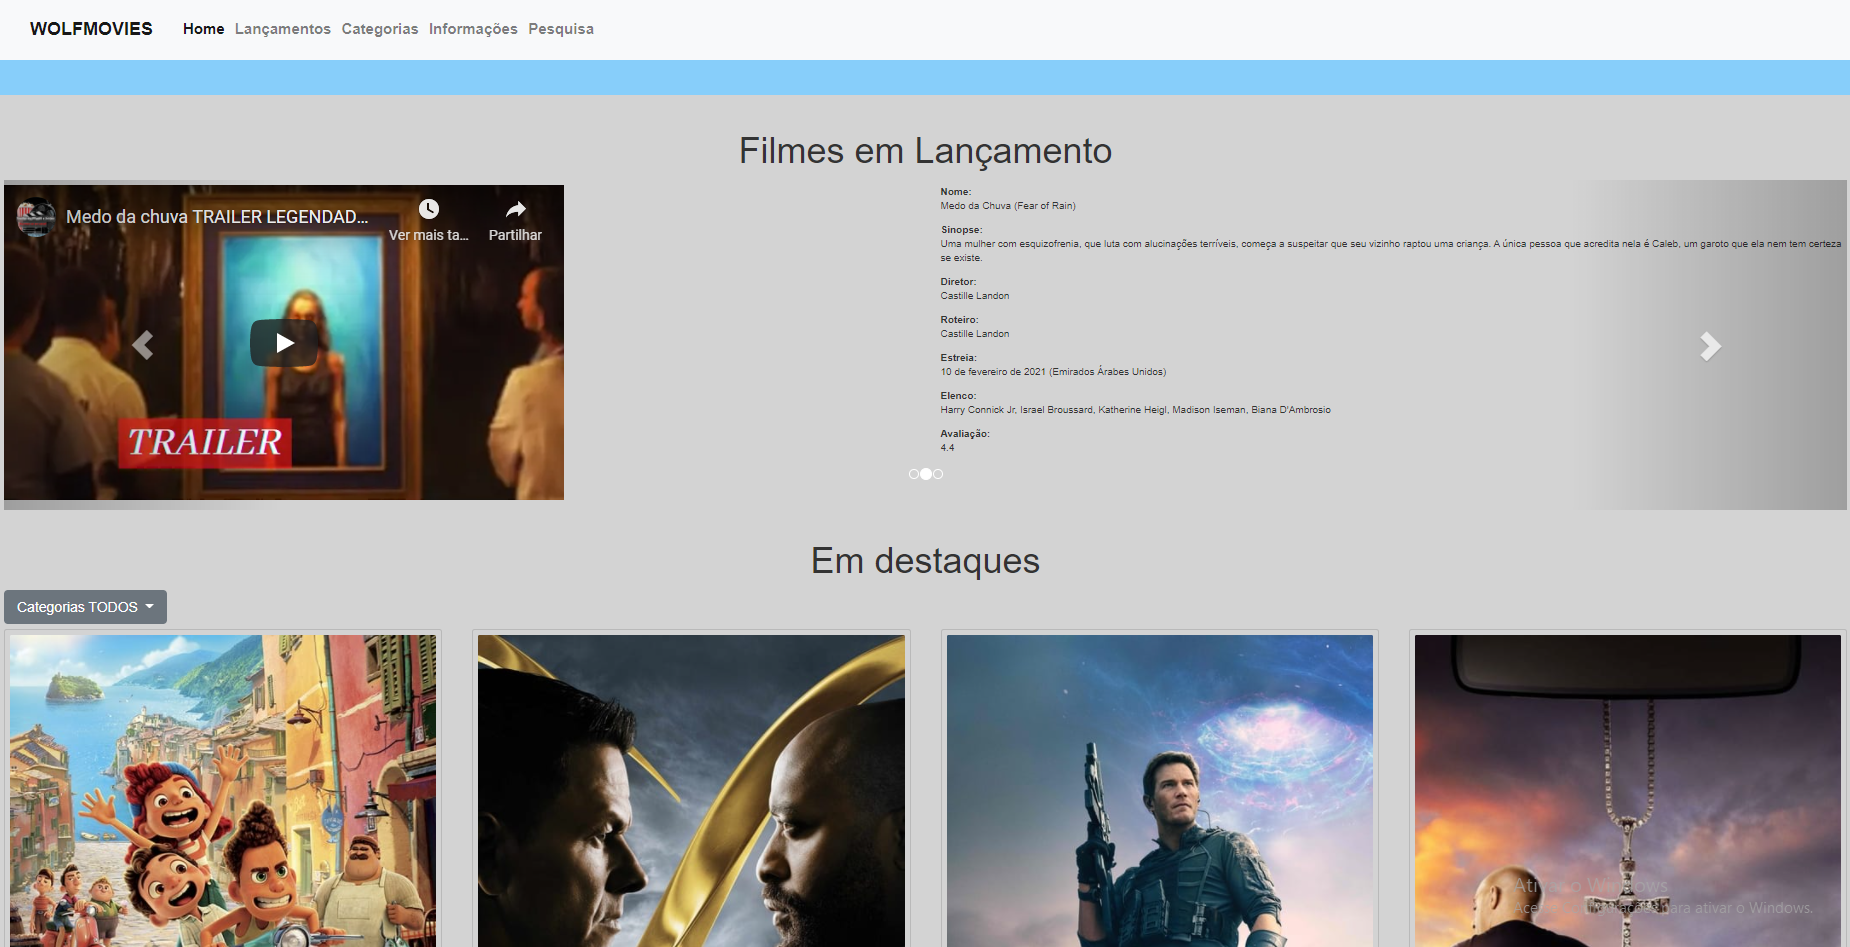 WOLFMOVIES Home Lançamentos Categorias Informações Pesquisa
Filmes em Lançamento
Medo da chuva TRAILER LEGENDAD...
Ver mais ta...
Partilhar
TRAILER
Nome:
Medo da Chuva (Fear of Rain)
Sinopse:
Uma mulher com esquizofrenia, que luta com alucinações terríveis, começa a suspeitar que seu vizinho raptou uma criança. A única pessoa que acredita nela é Caleb, um garoto que ela nem tem certeza
se existe.
Diretor:
Castille Landon
Roteiro:
Castille Landon
Estreia:
10 de fevereiro de 2021 (Emirados Árabes Unidos)
Elenco:
Harry Connick Jr, Israel Broussard, Katherine Heigl, Madison Iseman, Biana D'Ambrosio
Avaliação:
4.4
Em destaques
Categorias TODOS
Ativar o Windows
para ativar o Windows.